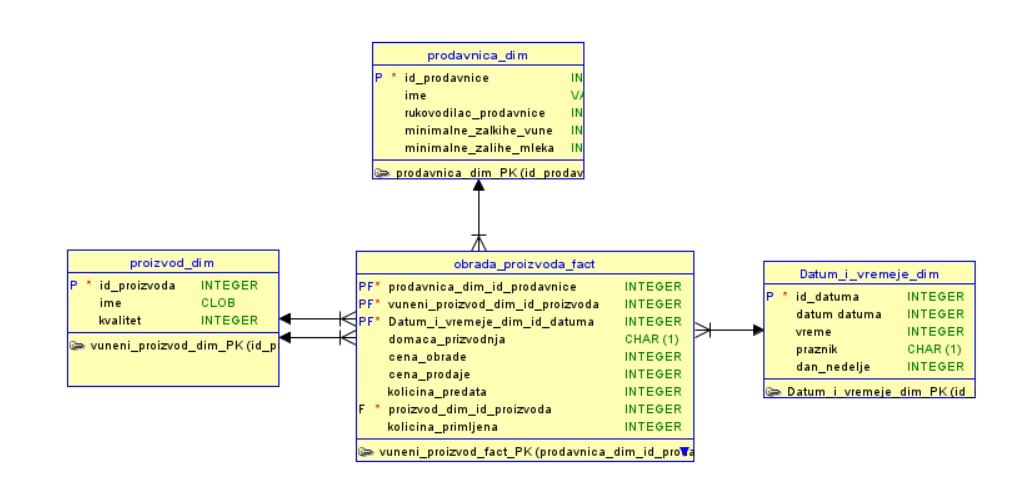 prodavnica_dim
P * id_prodavnice IN
ime VA
rukovodilac_prodavnice IN
minimalne_zalkihe_vune IN
minimalne_zalihe_mleka IN
prodavnica_dim_PK (id_prodav
proizvod_dim
P * id_proizvoda INTEGER
ime CLOB
kvalitet INTEGER
vuneni_proizvod_dim_PK (id_p
obrada_proizvoda_fact
PF* prodavnica_dim_id_prodavnice INTEGER
PF* vuneni_proizvod_dim_id_proizvoda INTEGER
PF* Datum_i_vremeje_dim_id_datuma INTEGER
domaca_prizvodnja CHAR (1)
cena_obrade INTEGER
cena_prodaje INTEGER
kolicina_predata INTEGER
F * proizvod_dim_id_proizvoda INTEGER
kolicina_primljena INTEGER
vuneni_proizvod_fact_PK (prodavnica_dim_id_proda
Datum_i_vremeje_dim
P * id_datuma INTEGER
datum datuma INTEGER
vreme INTEGER
praznik CHAR (1)
dan_nedelje INTEGER
Datum_i_vremeje_dim_PK (id